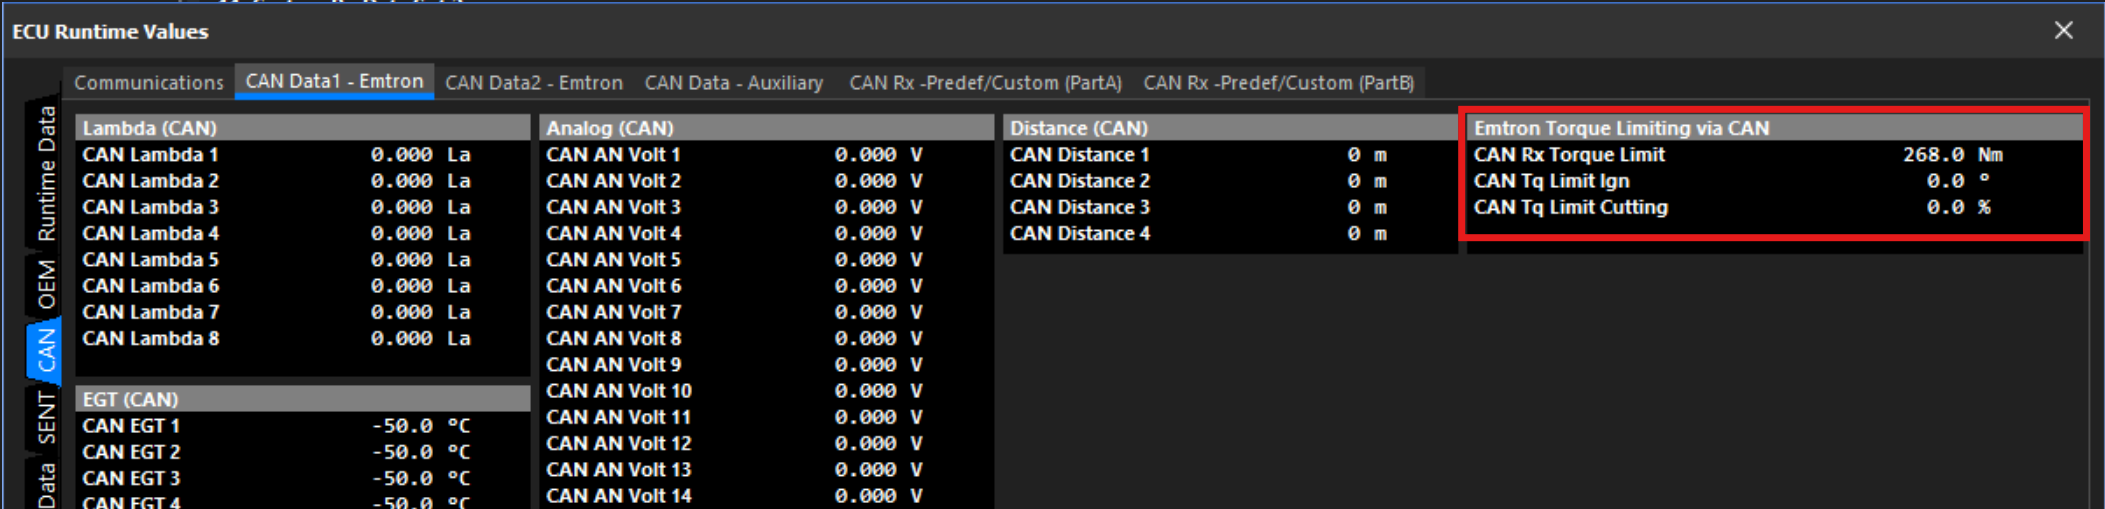 ECU Runtime Values
Communications CAN Data1 - Emtron CAN Data2 - Emtron CAN Data - Auxiliary CAN Rx -Predef/Custom (PartA) CAN Rx -Predef/Custom (PartB)
Runtime Data
OEM
CAN
SENT
Data
Lambda (CAN)
CAN Lambda 1 0.000 La
CAN Lambda 2 0.000 La
CAN Lambda 3 0.000 La
CAN Lambda 4 0.000 La
CAN Lambda 5 0.000 La
CAN Lambda 6 0.000 La
CAN Lambda 7 0.000 La
CAN Lambda 8 0.000 La
EGT (CAN)
CAN EGT 1 -50.0 °C
CAN EGT 2 -50.0 °C
CAN EGT 3 -50.0 °C
CAN EGT 4 -50.0 °C
Analog (CAN)
CAN AN Volt 1 0.000 V
CAN AN Volt 2 0.000 V
CAN AN Volt 3 0.000 V
CAN AN Volt 4 0.000 V
CAN AN Volt 5 0.000 V
CAN AN Volt 6 0.000 V
CAN AN Volt 7 0.000 V
CAN AN Volt 8 0.000 V
CAN AN Volt 9 0.000 V
CAN AN Volt 10 0.000 V
CAN AN Volt 11 0.000 V
CAN AN Volt 12 0.000 V
CAN AN Volt 13 0.000 V
CAN AN Volt 14 0.000 V
Distance (CAN)
CAN Distance 1 0 m
CAN Distance 2 0 m
CAN Distance 3 0 m
CAN Distance 4 0 m
Emtron Torque Limiting via CAN
CAN Rx Torque Limit 268.0 Nm
CAN Tq Limit Ign 0.0 °
CAN Tq Limit Cutting 0.0 %